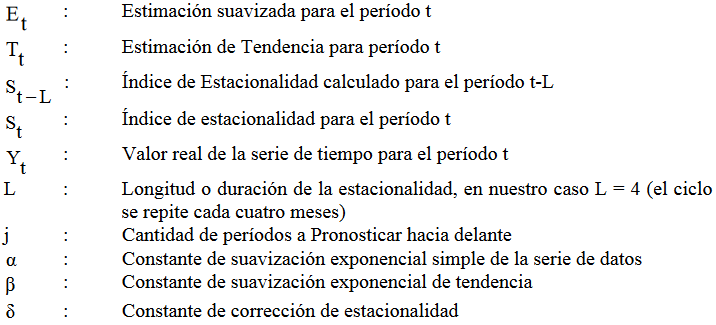 E_t : Estimación suavizada para el período t
T_t : Estimación de Tendencia para período t
S_{t-L} : Índice de Estacionalidad calculado para el período t-L
S_t : Índice de estacionalidad para el período t
Y_t : Valor real de la serie de tiempo para el período t
L : Longitud o duración de la estacionalidad, en nuestro caso L = 4 (el ciclo
se repite cada cuatro meses)
j : Cantidad de períodos a Pronosticar hacia delante
α : Constante de suavización exponencial simple de la serie de datos
β : Constante de suavización exponencial de tendencia
δ : Constante de corrección de estacionalidad